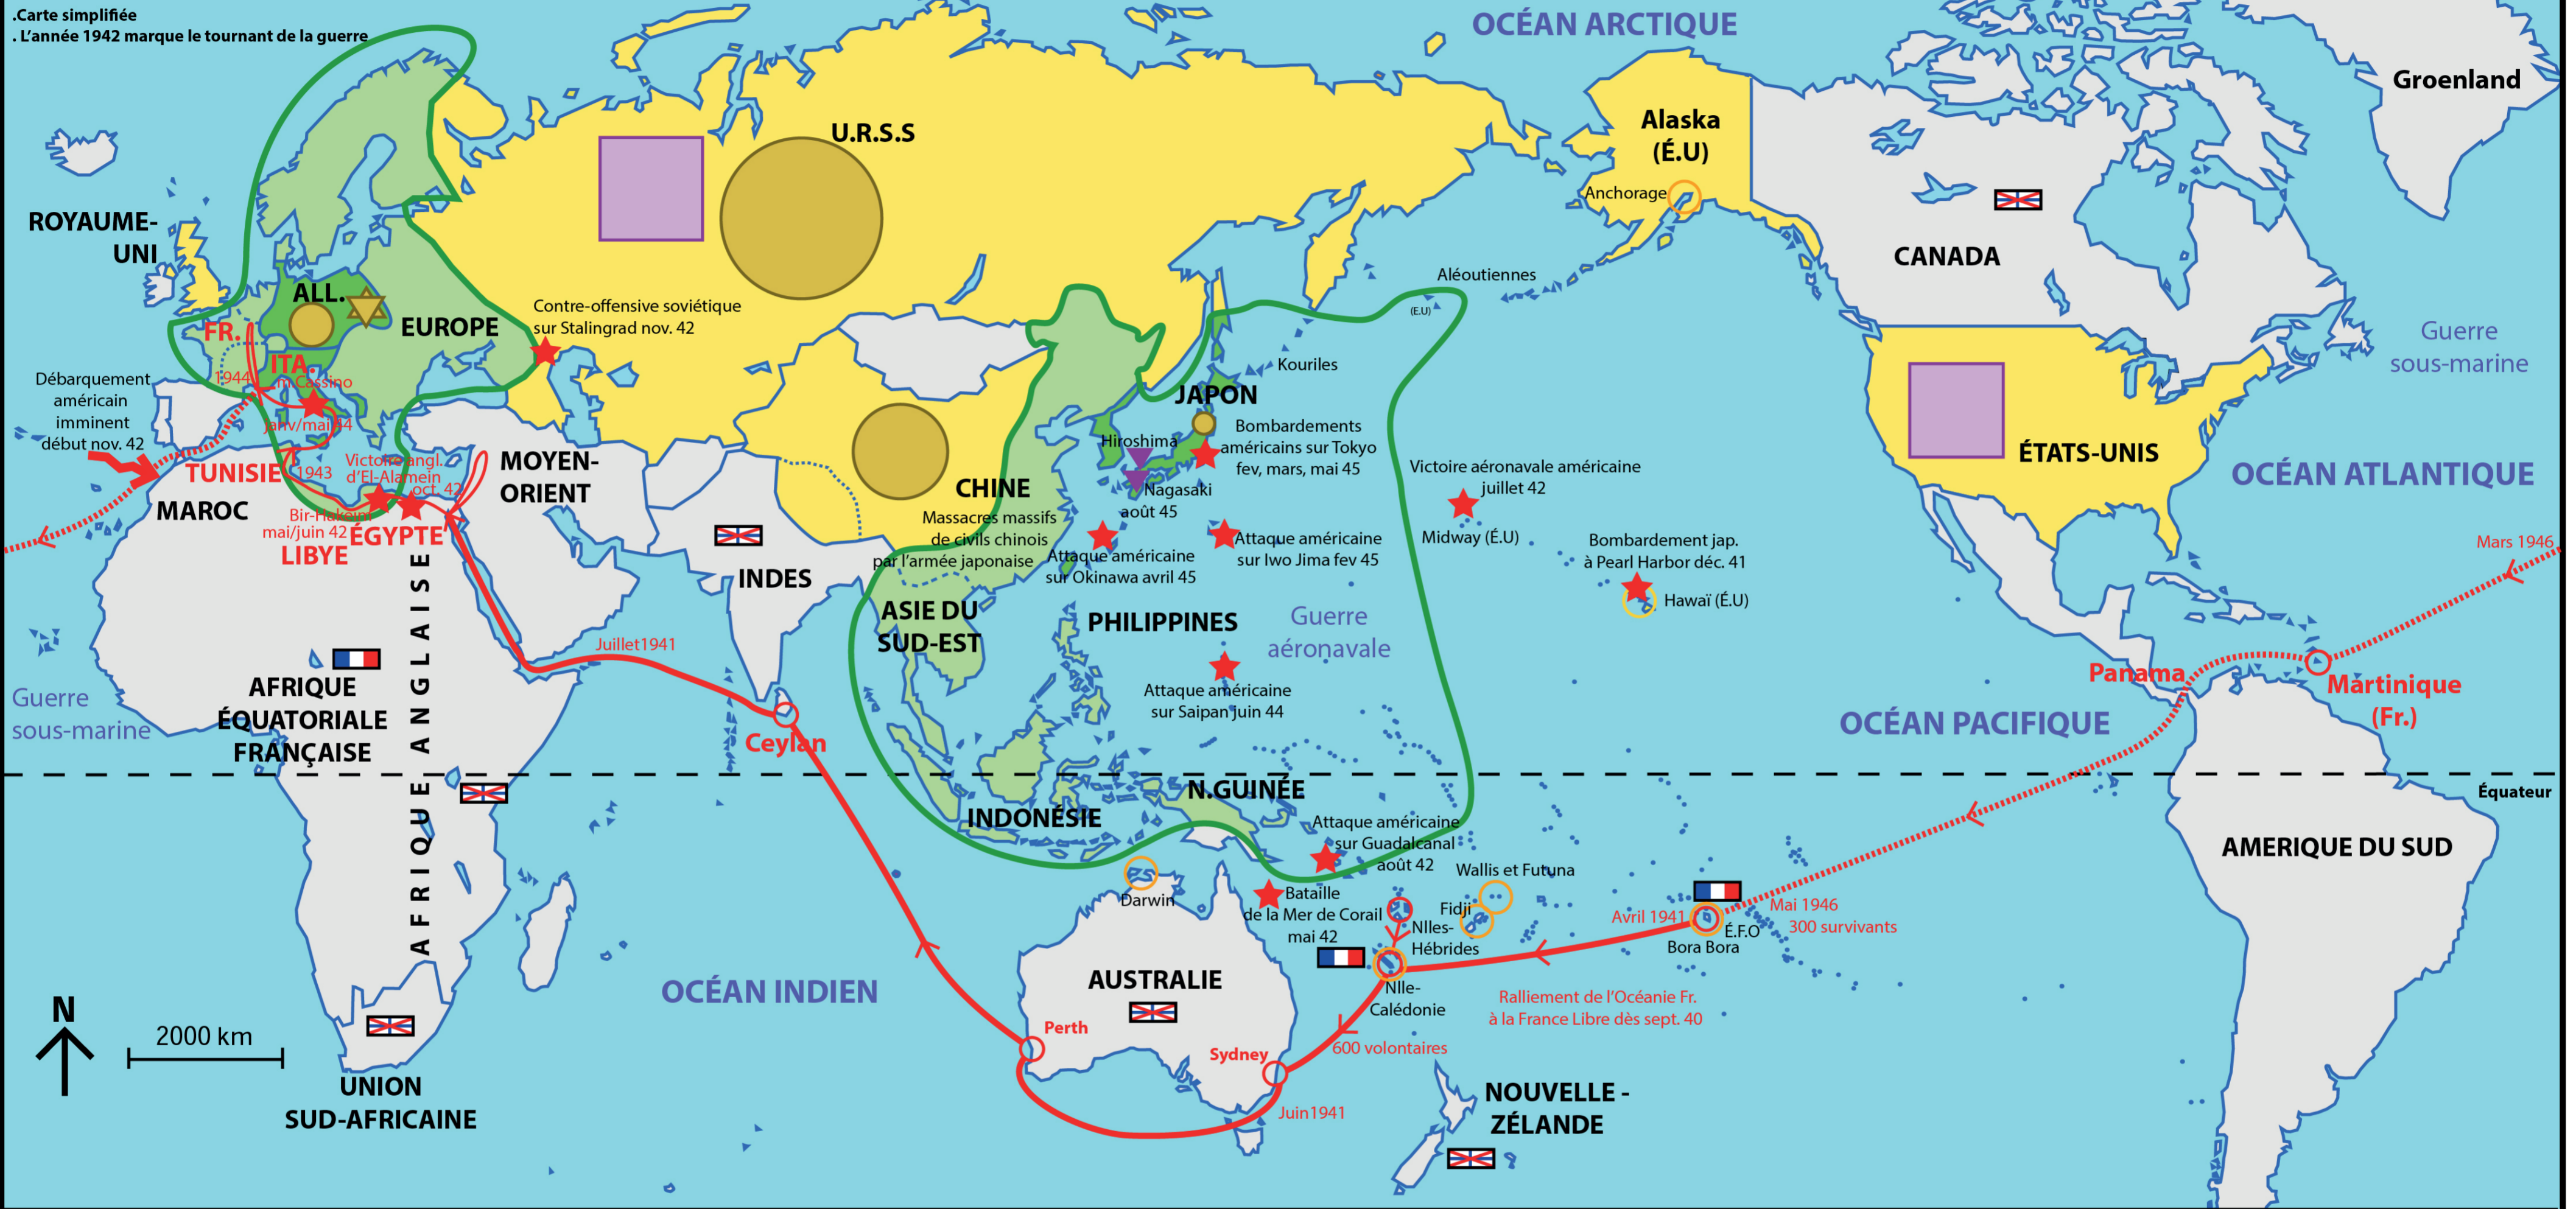 .Carte simplifiée
. L'année 1942 marque le tournant de la guerre
OCÉAN ARCTIQUE
Groenland
U.R.S.S
Alaska
(É.U)
Anchorage
ROYAUME-
UNI
CANADA
ALL.
EUROPE
FR.
ITA.
1944
m Cassino
janv/mai 44
Contre-offensive soviétique
sur Stalingrad nov. 42
Aléoutiennes
(E.U)
Kouriles
Guerre
sous-marine
Débarquement
américain
imminent
début nov. 42
JAPON
Hiroshima
Bombardements
américains sur Tokyo
fev, mars, mai 45
Nagasaki
août 45
TUNISIE
1943
MAROC
Victoire angl.
d'El-Alamein
oct. 42
Bir-Hakeim
mai/juin 42
ÉGYPTE
LIBYE
MOYEN-
ORIENT
CHINE
Massacres massifs
de civils chinois
par l'armée japonaise
Attaque américaine
sur Okinawa avril 45
Attaque américaine
sur Iwo Jima fev 45
Victoire aéronavale américaine
juillet 42
Midway (É.U)
Bombardement jap.
à Pearl Harbor déc. 41
Hawaï (É.U)
ÉTATS-UNIS
OCÉAN ATLANTIQUE
Mars 1946
INDES
ASIE DU
SUD-EST
PHILIPPINES
Guerre
aéronavale
Attaque américaine
sur Saipan juin 44
Juillet1941
AFRIQUE ANGLAISE
Guerre
sous-marine
AFRIQUE
ÉQUATORIALE
FRANÇAISE
Ceylan
OCÉAN PACIFIQUE
Panama
Martinique
(Fr.)
Équateur
N.GUINÉE
INDONÉSIE
Attaque américaine
sur Guadalcanal
août 42
AMERIQUE DU SUD
Darwin
Bataille
de la Mer de Corail
mai 42
Wallis et Futuna
Fidji
Nlles-
Hébrides
Avril 1941
É.F.O
Bora Bora
Mai 1946
300 survivants
OCÉAN INDIEN
AUSTRALIE
Nlle-
Calédonie
Ralliement de l'Océanie Fr.
à la France Libre dès sept. 40
Perth
Sydney
600 volontaires
Juin1941
NOUVELLE -
ZÉLANDE
N
2000 km
UNION
SUD-AFRICAINE